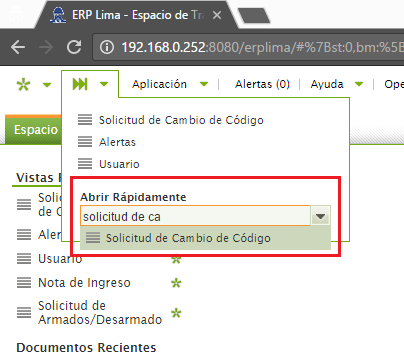 ERP Lima - Espacio de Tra
192.168.0.252:8080/erplima/#%7Bst:0,bm:%5B
Aplicación
Alertas (0)
Ayuda
Ope
Solicitud de Cambio de Código
Alertas
Usuario
Espacio
Abrir Rápidamente
solicitud de ca
Solicitud de Cambio de Código
Vistas
Solic
de C
Aler
Usuario
Nota de Ingreso
Solicitud de
Armados/Desarmado
Documentos Recientes